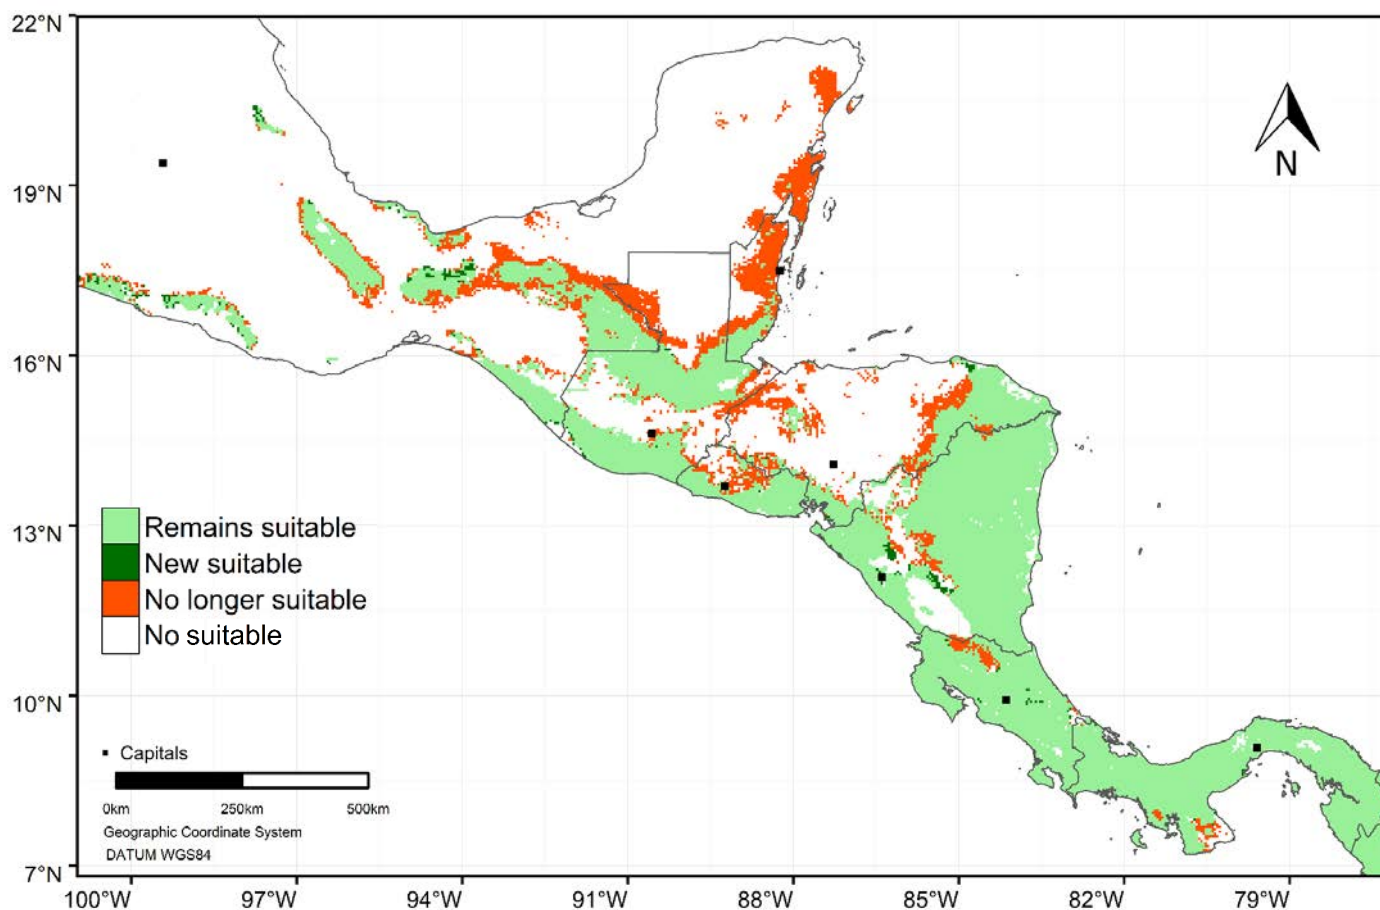 22°N
19°N
16°N
13°N
10°N
7°N
N
Remains suitable
New suitable
No longer suitable
No suitable
Capitals
0km 250km 500km
Geographic Coordinate System
DATUM WGS84
100°W 97°W 94°W 91°W 88°W 85°W 82°W 79°W